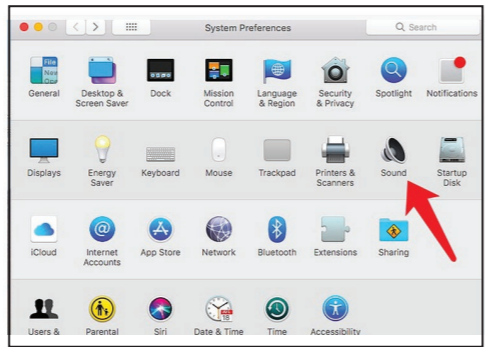 System Preferences
Search
File
General
Desktop &
Screen Saver
Dock
Mission
Control
Language
& Region
Security
& Privacy
Spotlight
Notifications
Displays
Energy
Saver
Keyboard
Mouse
Trackpad
Printers &
Scanners
Sound
Startup
Disk
iCloud
Internet
Accounts
App Store
Network
Bluetooth
Extensions
Sharing
18
Users &
Parental
Siri
Date & Time
Time
Accessibility